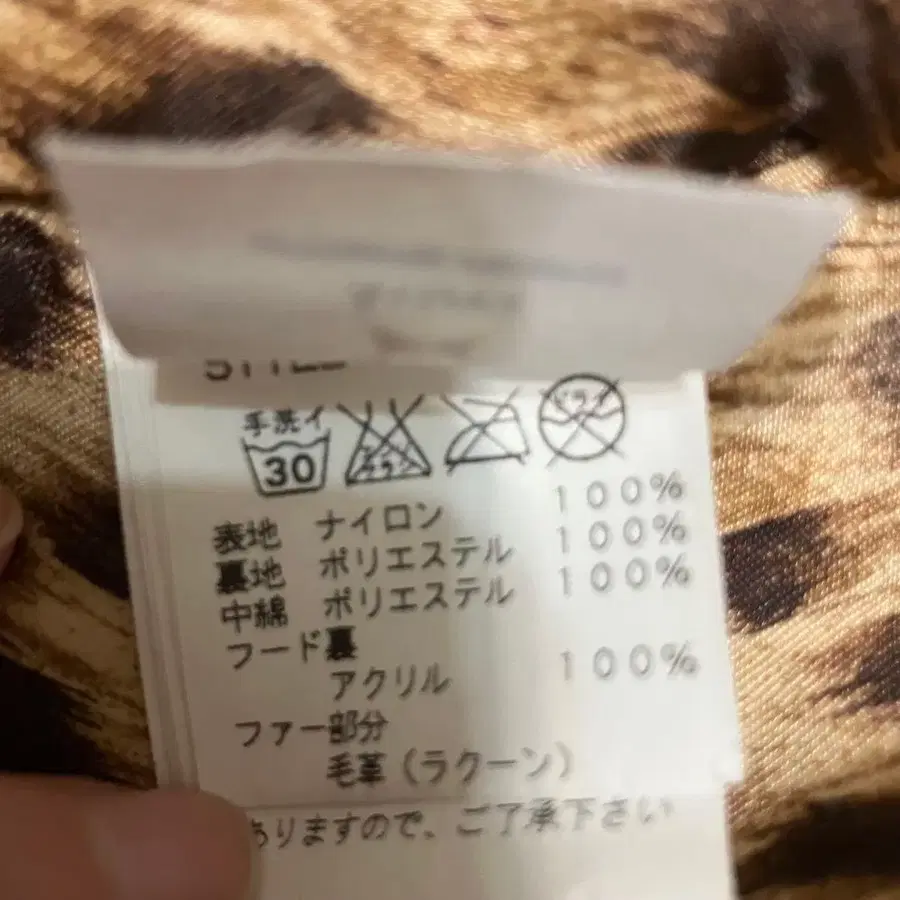 手洗イ
30
ドライ
表地 ナイロン 100%
裏地 ポリエステル 100%
中綿 ポリエステル 100%
フード裏
アクリル 100%
ファー部分
毛革(ラクーン)
ありますので、ご了承下さい